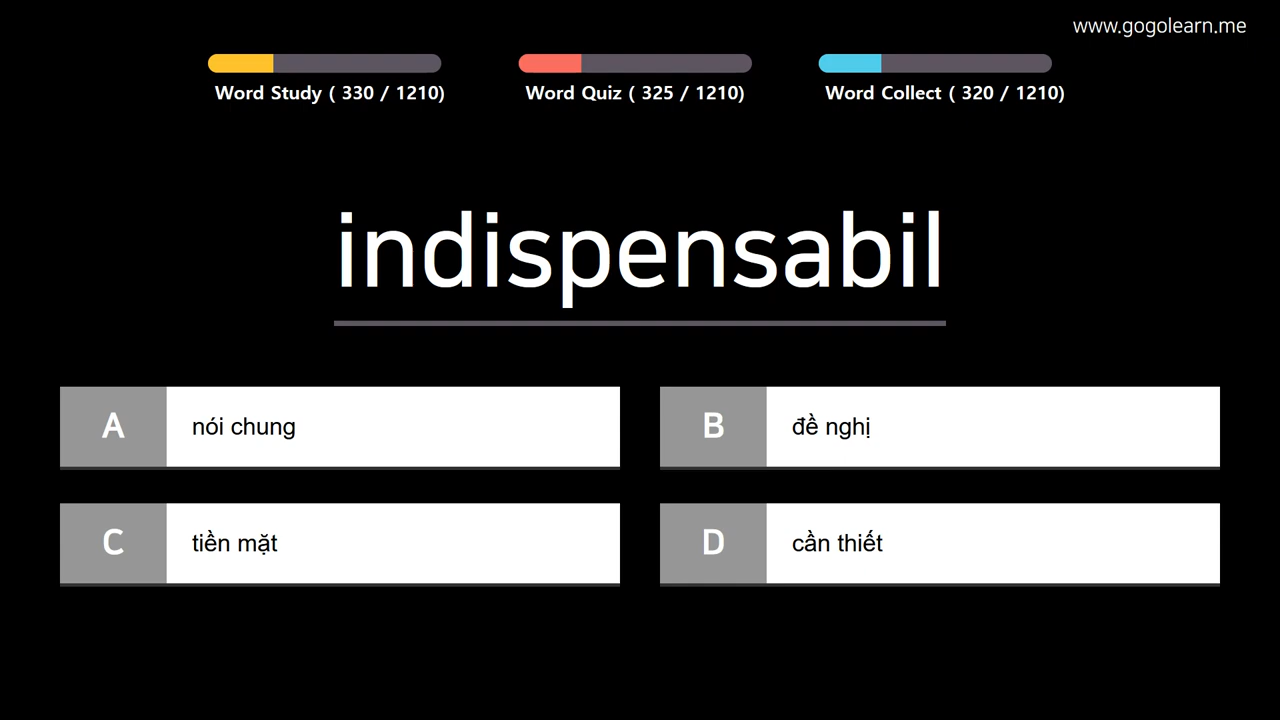 www.gogolearn.me
Word Study ( 330 / 1210)
Word Quiz ( 325 / 1210)
Word Collect ( 320 / 1210)
indispensabil
A nói chung
B đề nghị
C tiền mặt
D cần thiết